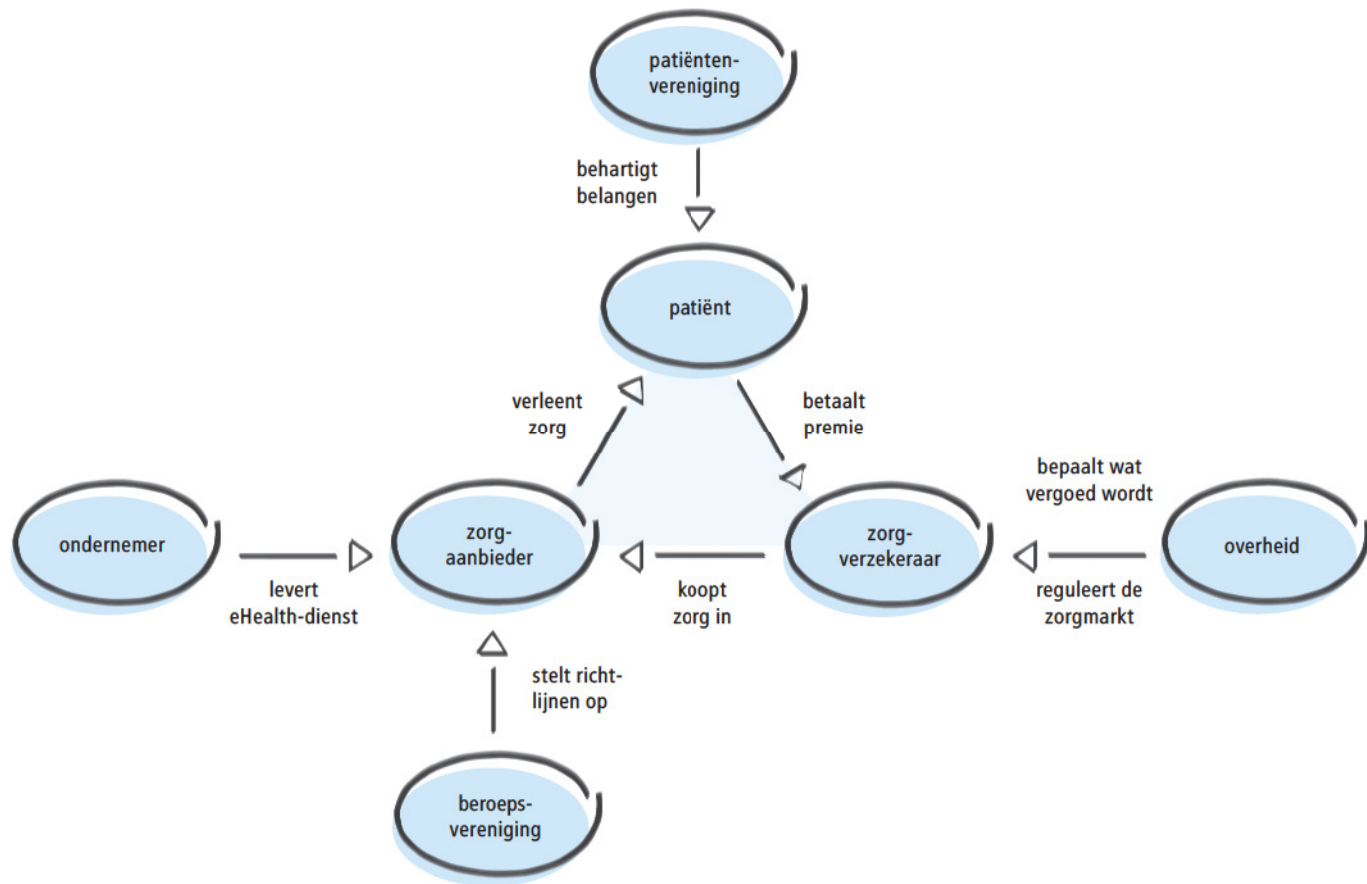 patiënten-
vereniging
behartigt
belangen
patiënt
verleent
zorg
betaalt
premie
bepaalt wat
vergoed wordt
ondernemer
zorg-
aanbieder
zorg-
verzekeraar
overheid
levert
eHealth-dienst
koopt
zorg in
reguleert de
zorgmarkt
stelt richt-
lijnen op
beroeps-
vereniging